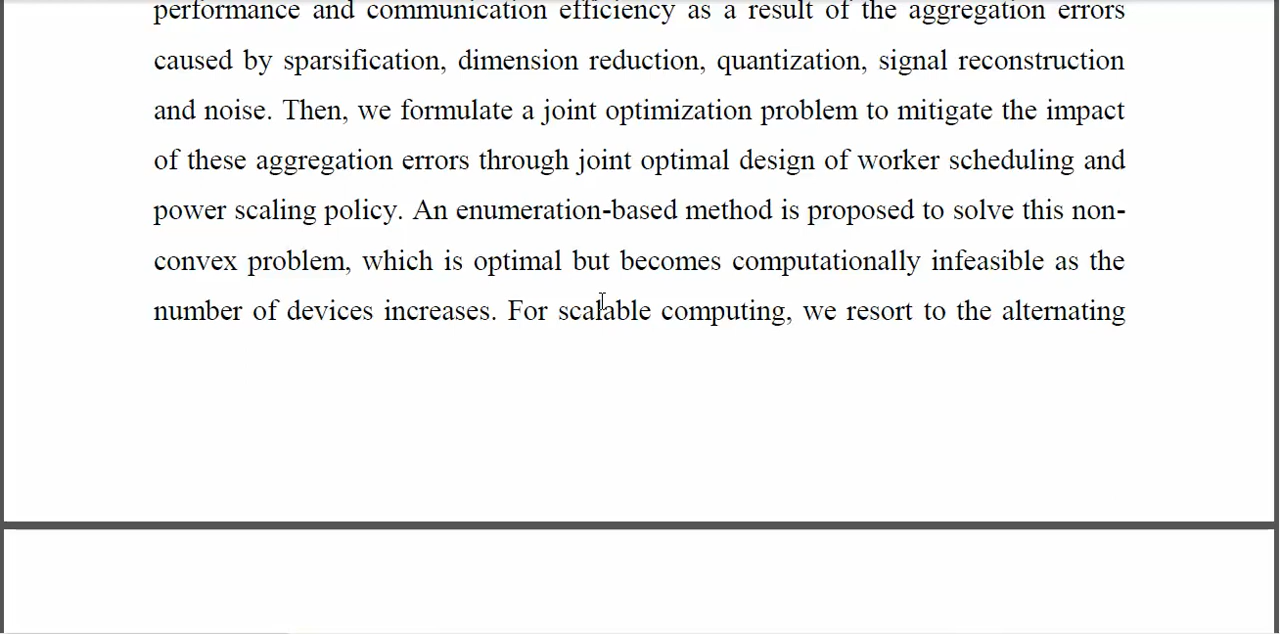 performance and communication efficiency as a result of the aggregation errors
caused by sparsification, dimension reduction, quantization, signal reconstruction
and noise. Then, we formulate a joint optimization problem to mitigate the impact
of these aggregation errors through joint optimal design of worker scheduling and
power scaling policy. An enumeration-based method is proposed to solve this non-
convex problem, which is optimal but becomes computationally infeasible as the
number of devices increases. For scalable computing, we resort to the alternating